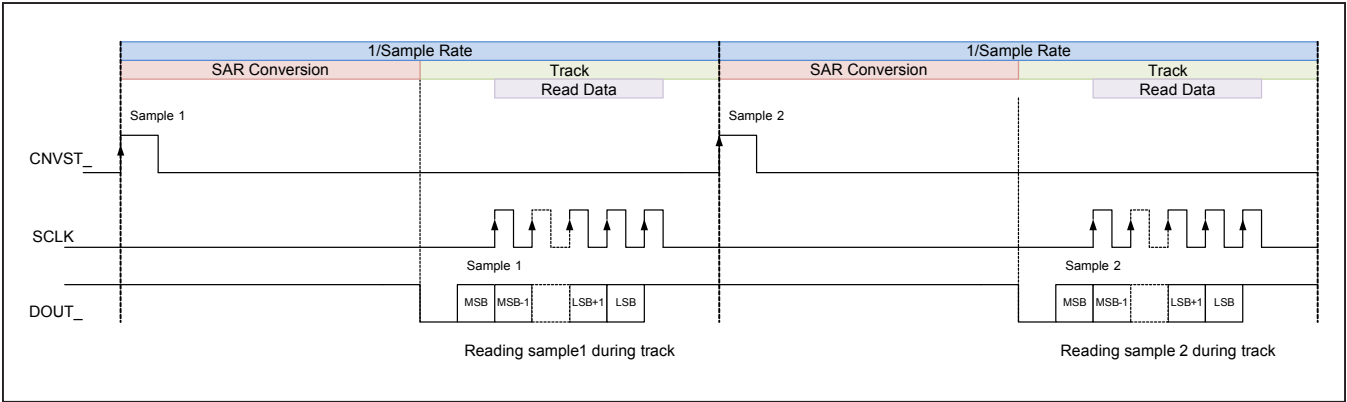 1/Sample Rate 1/Sample Rate
SAR Conversion Track SAR Conversion Track
Read Data Read Data
Sample 1 Sample 2
CNVST_
SCLK
Sample 1 Sample 2
DOUT_ MSB MSB-1 LSB+1 LSB MSB MSB-1 LSB+1 LSB
Reading sample1 during track Reading sample 2 during track